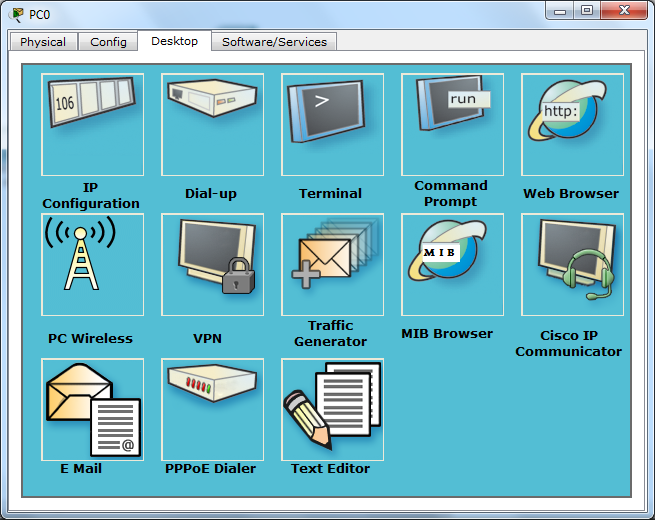 PC0
Physical
Config
Desktop
Software/Services
106
>
run
http:
IP
Configuration
Dial-up
Terminal
Command
Prompt
Web Browser
MIB
PC Wireless
VPN
Traffic
Generator
MIB Browser
Cisco IP
Communicator
@
E Mail
PPPoE Dialer
Text Editor